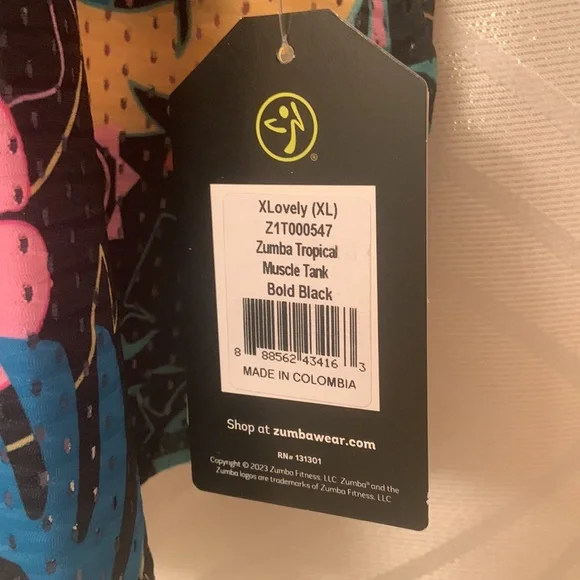 ®
XLovely (XL)
Z1T000547
Zumba Tropical
Muscle Tank
Bold Black
8 88562 43416 3
MADE IN COLOMBIA
Shop at zumbawear.com
RN# 131301
Copyright © 2023 Zumba Fitness, LLC Zumba® and the
Zumba logos are trademarks of Zumba Fitness, LLC